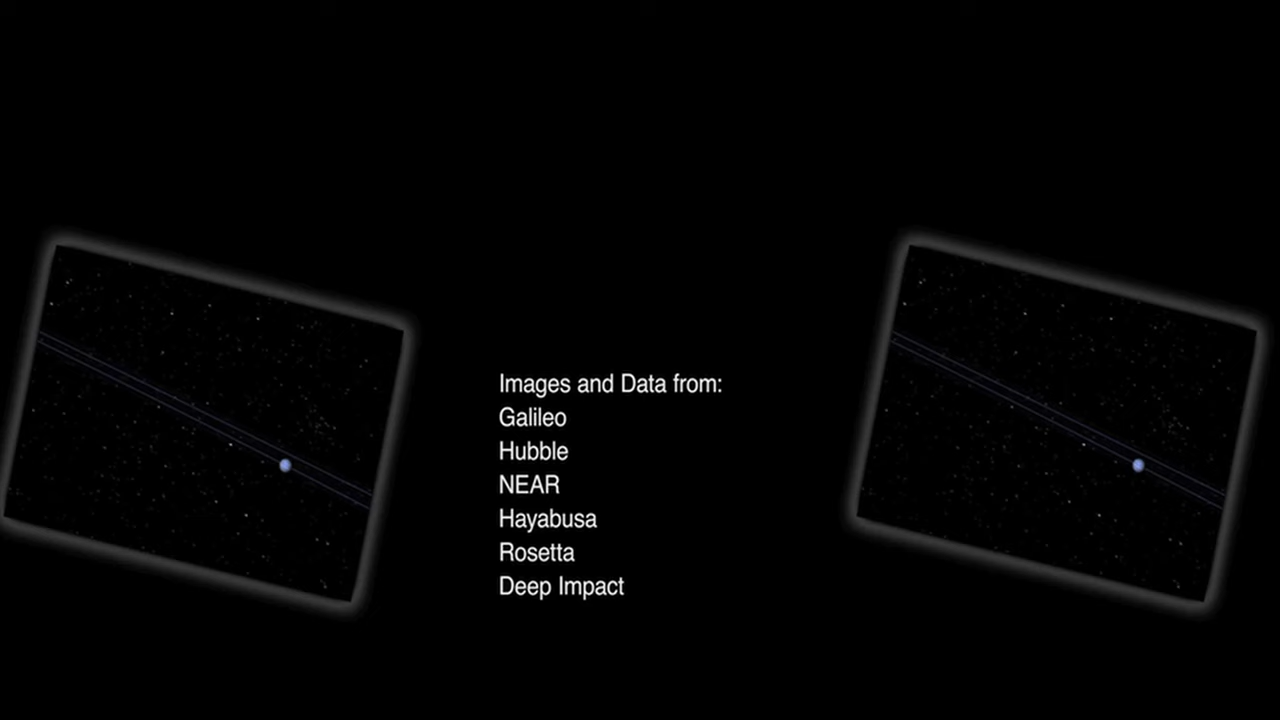 Images and Data from:
Galileo
Hubble
NEAR
Hayabusa
Rosetta
Deep Impact